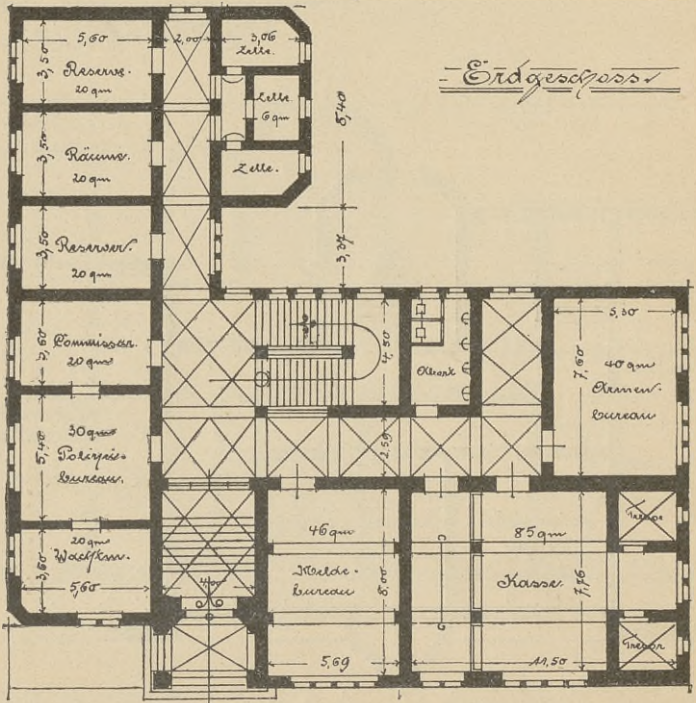 Erdgeschoss.
5,60
2,00
3,06
Zelle.
3,50
Reserve-
20 qm
Zelle
6 qm
5,40
3,50
Räume.
20 qm
Zelle.
3,50
Reserve-
20 qm
3,27
3,60
Commissar.
20 qm
4,50
Abort
7,60
5,30
40 qm
Armen-
bureau
5,40
30 qm
Polizei-
bureau.
2,59
3,60
20 qm
Wachtm.
5,60
4,00
46 qm
Melde-
bureau
8,00
5,69
85 qm
Kasse.
7,76
11,50
Tresor
Tresor